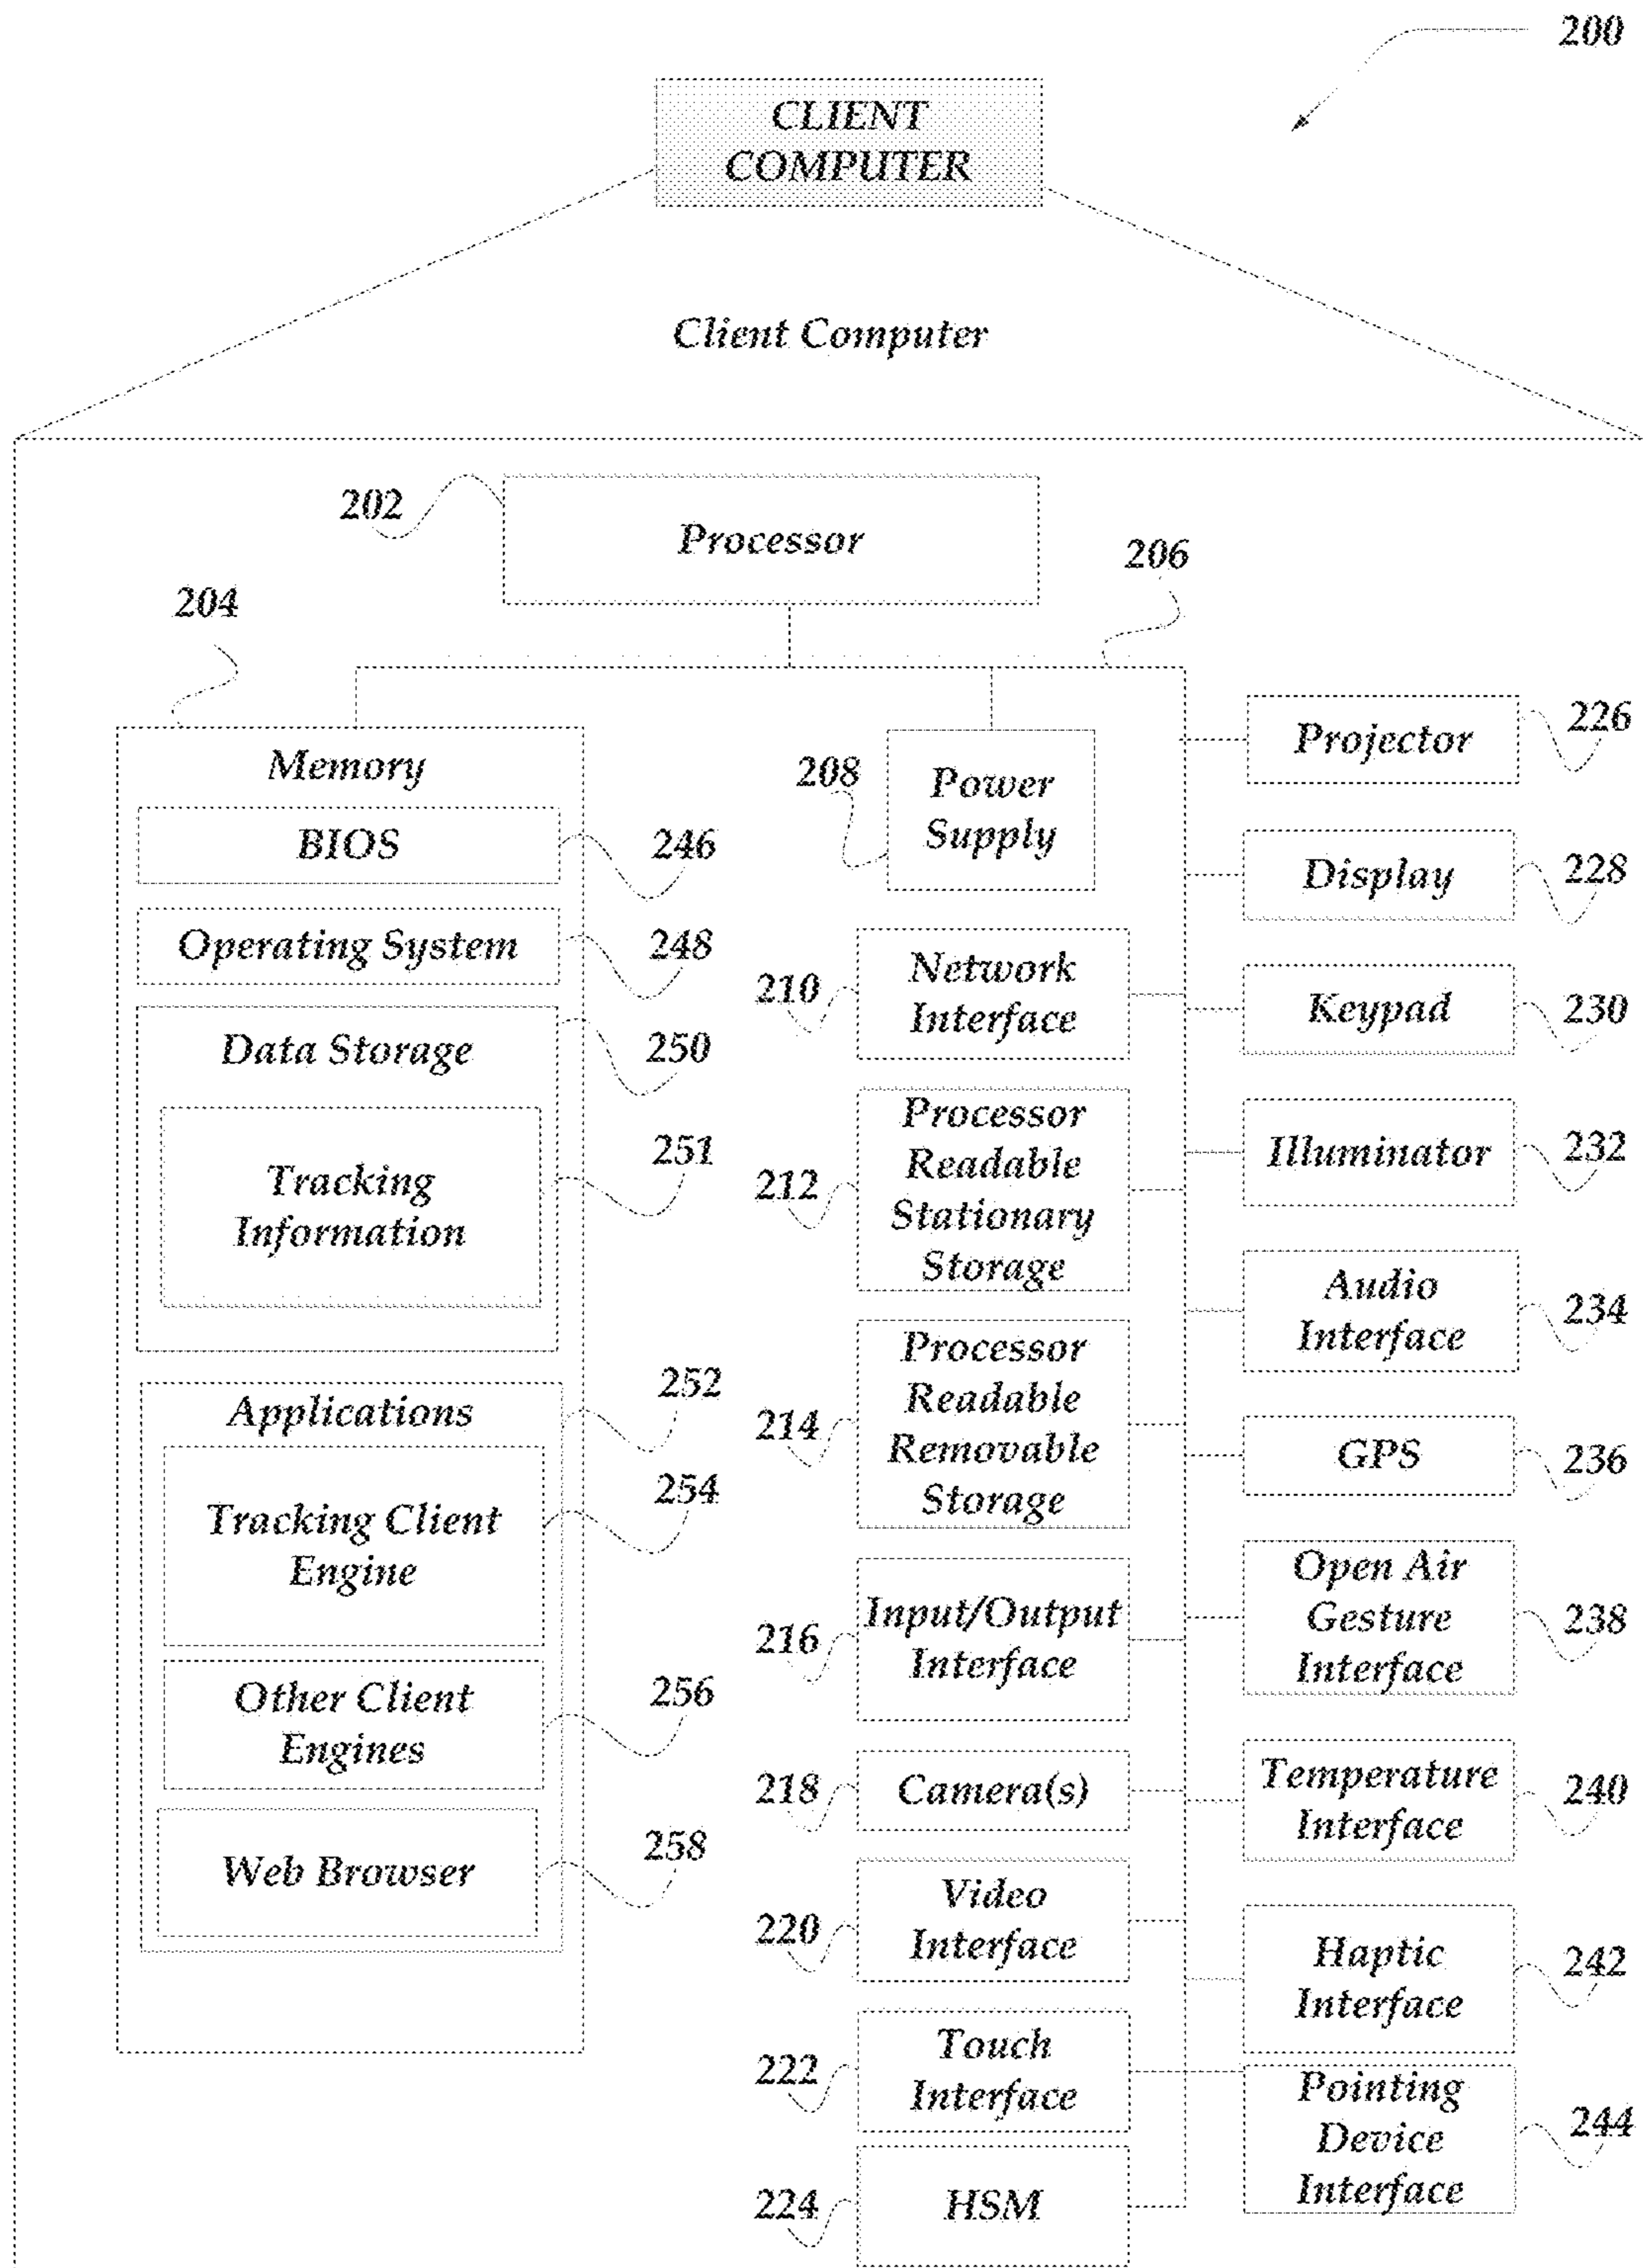 200
CLIENT
COMPUTER
Client Computer
202
Processor
206
204
Memory
BIOS
246
Operating System
248
Data Storage
250
Tracking
Information
251
Applications
252
Tracking Client
Engine
254
Other Client
Engines
256
Web Browser
258
208
Power
Supply
210
Network
Interface
212
Processor
Readable
Stationary
Storage
214
Processor
Readable
Removable
Storage
216
Input/Output
Interface
218
Camera(s)
220
Video
Interface
222
Touch
Interface
224
HSM
Projector
226
Display
228
Keypad
230
Illuminator
232
Audio
Interface
234
GPS
236
Open Air
Gesture
Interface
238
Temperature
Interface
240
Haptic
Interface
242
Pointing
Device
Interface
244